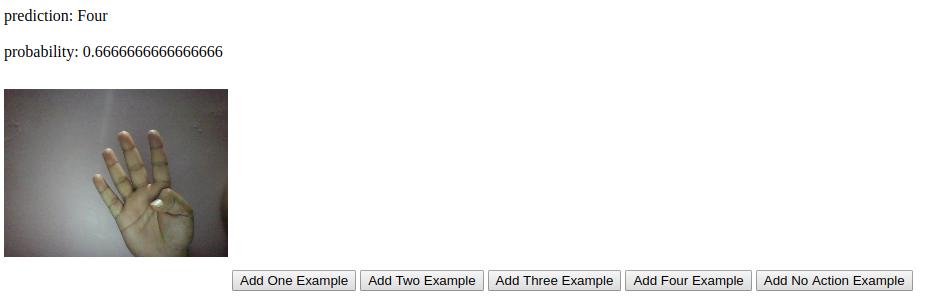 prediction: Four
probability: 0.6666666666666666
Add One Example Add Two Example Add Three Example Add Four Example Add No Action Example